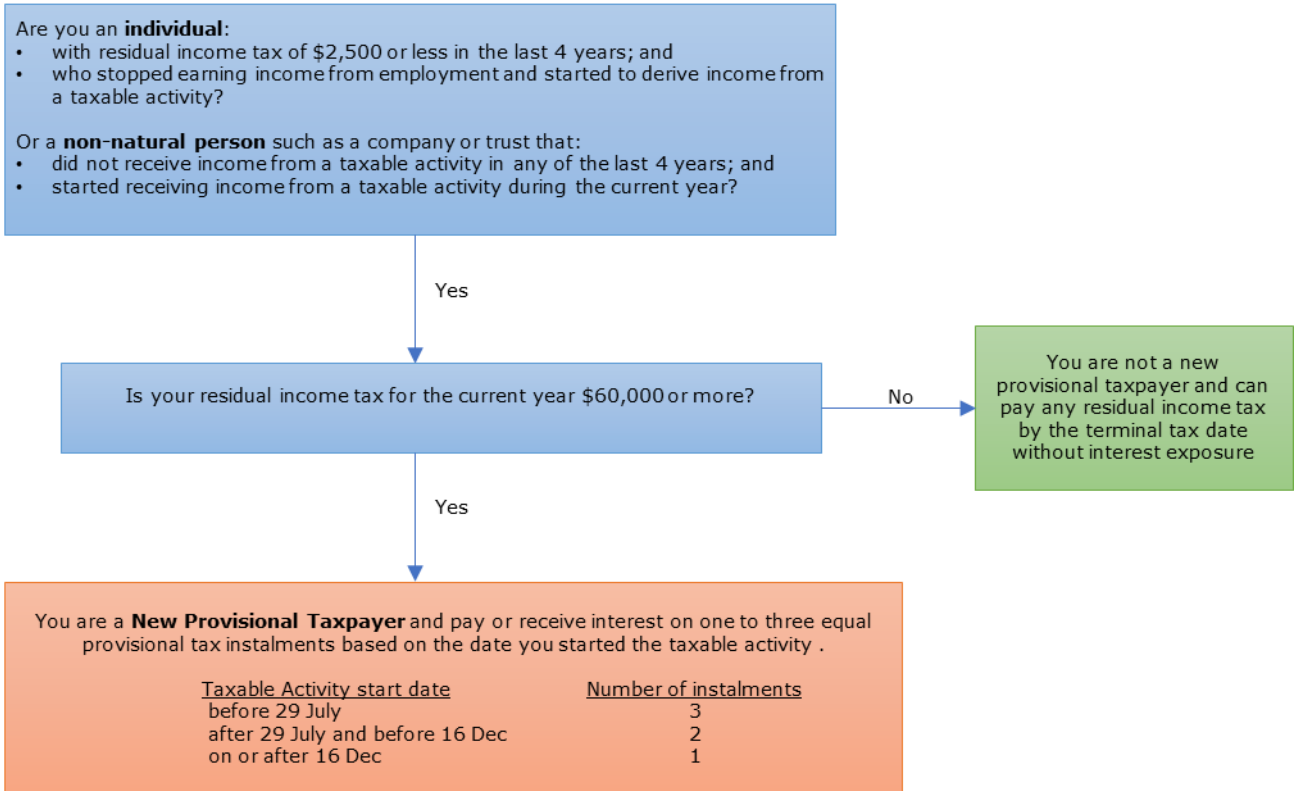 Are you an individual:
• with residual income tax of $2,500 or less in the last 4 years; and
• who stopped earning income from employment and started to derive income from
a taxable activity?
Or a non-natural person such as a company or trust that:
• did not receive income from a taxable activity in any of the last 4 years; and
• started receiving income from a taxable activity during the current year?
Yes
Is your residual income tax for the current year $60,000 or more?
No
You are not a new
provisional taxpayer and can
pay any residual income tax
by the terminal tax date
without interest exposure
Yes
You are a New Provisional Taxpayer and pay or receive interest on one to three equal
provisional tax instalments based on the date you started the taxable activity .
Taxable Activity start date Number of instalments
before 29 July 3
after 29 July and before 16 Dec 2
on or after 16 Dec 1